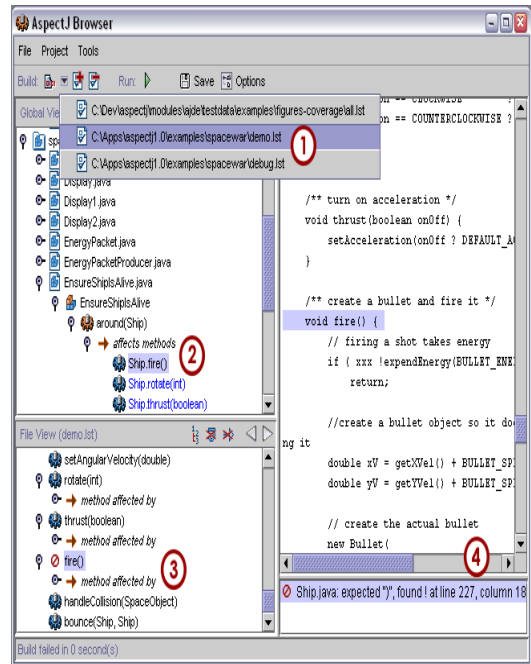 AspectJ Browser
File Project Tools
Build: Run: Save Options
Global Vie
C:\Dev\aspectj\modules\ajde\testdata\examples\figures-coverage\all.lst
C:\Apps\aspectj1.0\examples\spacewar\demo.lst
C:\Apps\aspectj1.0\examples\spacewar\debug.lst
1
spa
Display.java
Display1.java
Display2.java
EnergyPacket.java
EnergyPacketProducer.java
EnsureShipIsAlive.java
EnsureShipIsAlive
around(Ship)
affects methods
2
Ship.fire()
Ship.rotate(int)
Ship.thrust(boolean)
on == COUNTERCLOCKWISE ?
/** turn on acceleration */
void thrust(boolean onOff) {
setAcceleration(onOff ? DEFAULT_A
}
/** create a bullet and fire it */
void fire() {
// firing a shot takes energy
if ( xxx !expendEnergy(BULLET_ENE
return;
//create a bullet object so it do
ng it
double xV = getXVel() + BULLET_SP
double yV = getYVel() + BULLET_SP
// create the actual bullet
new Bullet(
4
File View (demo.lst)
setAngularVelocity(double)
rotate(int)
method affected by
thrust(boolean)
method affected by
fire()
method affected by
3
handleCollision(SpaceObject)
bounce(Ship, Ship)
Ship.java: expected ")", found ! at line 227, column 18
Build failed in 0 second(s)